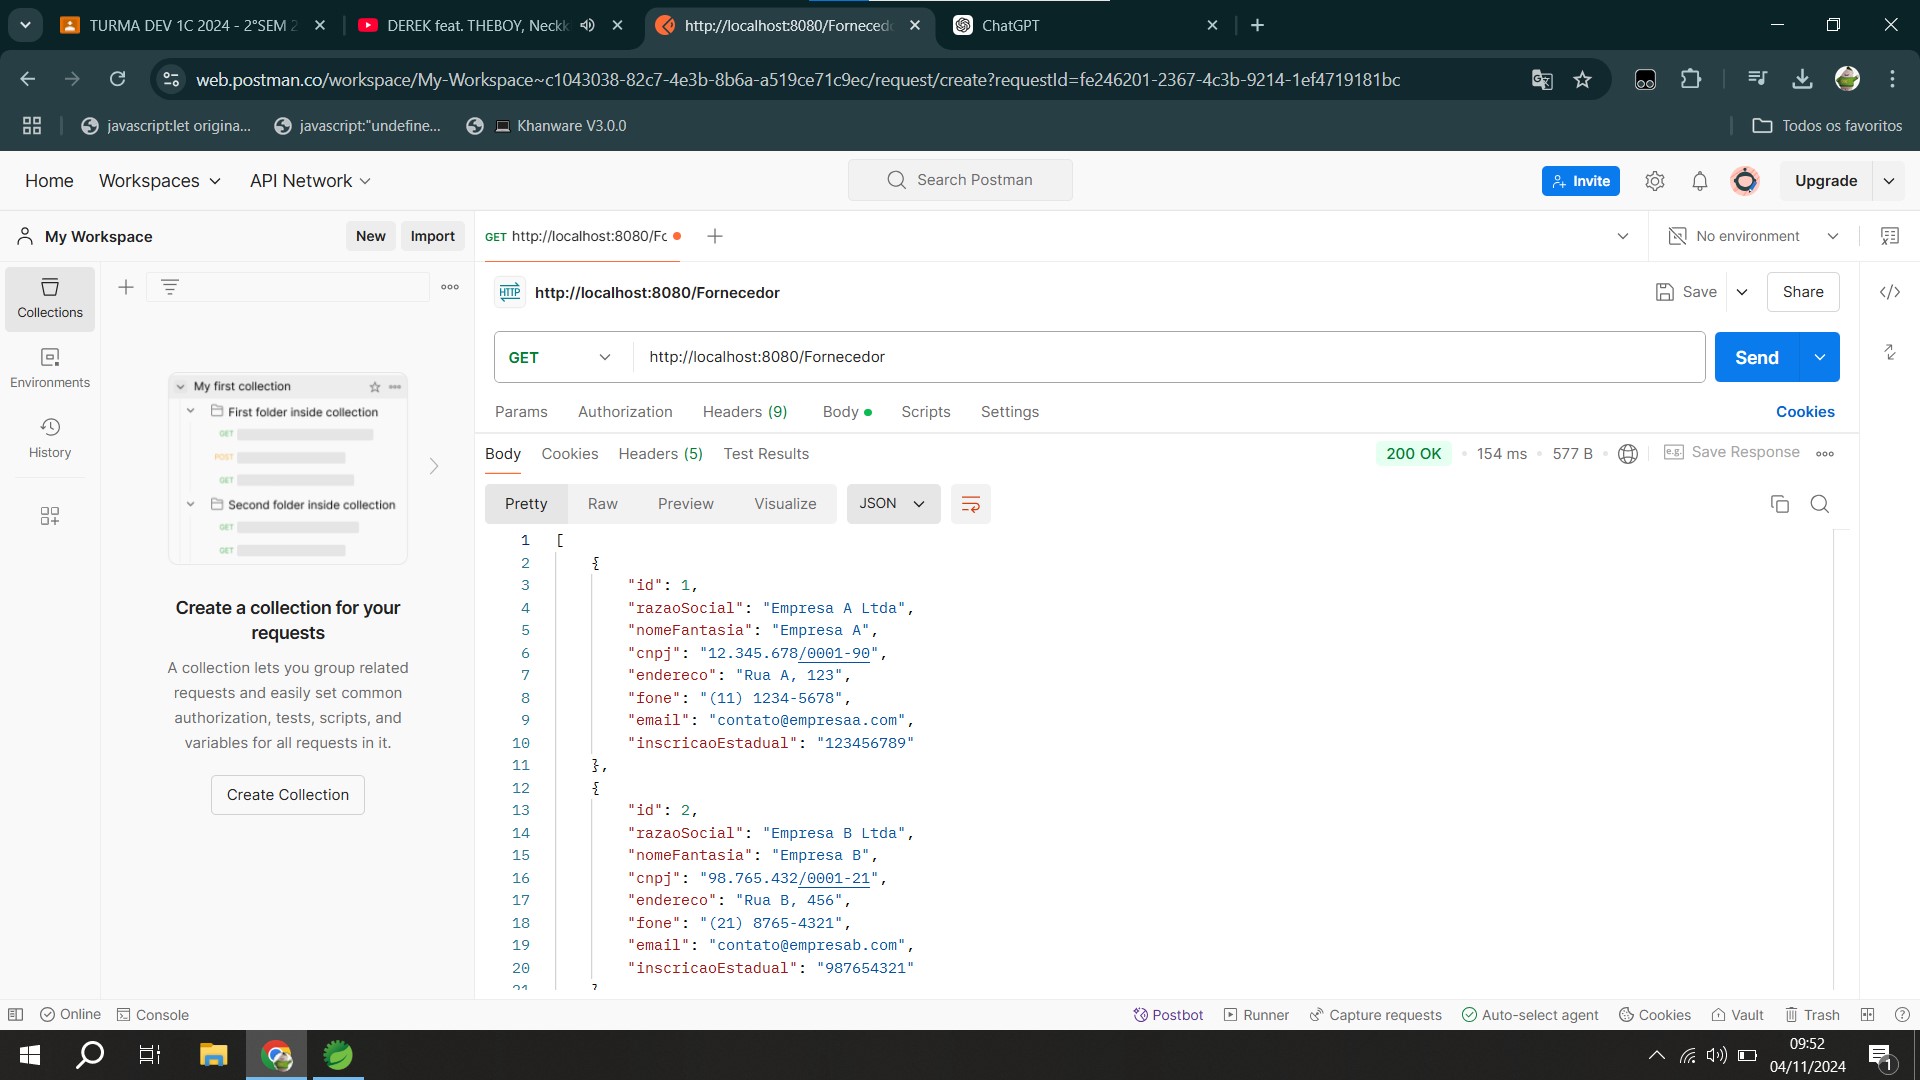 TURMA DEV 1C 2024 - 2°SEM 2
DEREK feat. THEBOY, Neckk
http://localhost:8080/Fornecedo
ChatGPT
web.postman.co/workspace/My-Workspace~c1043038-82c7-4e3b-8b6a-a519ce71c9ec/request/create?requestId=fe246201-2367-4c3b-9214-1ef4719181bc
javascript:let origina...
javascript:"undefine...
Khanware V3.0.0
Todos os favoritos
Home
Workspaces
API Network
Search Postman
Invite
Upgrade
My Workspace
New
Import
GET http://localhost:8080/Fo
No environment
Collections
Environments
History
My first collection
First folder inside collection
GET
POST
GET
Second folder inside collection
GET
GET
Create a collection for your
requests
A collection lets you group related
requests and easily set common
authorization, tests, scripts, and
variables for all requests in it.
Create Collection
HTTP
http://localhost:8080/Fornecedor
Save
Share
GET
http://localhost:8080/Fornecedor
Send
Params
Authorization
Headers (9)
Body
Scripts
Settings
Cookies
Body
Cookies
Headers (5)
Test Results
200 OK
154 ms
577 B
e.g.
Save Response
Pretty
Raw
Preview
Visualize
JSON
1 [
2 {
3 "id": 1,
4 "razaoSocial": "Empresa A Ltda",
5 "nomeFantasia": "Empresa A",
6 "cnpj": "12.345.678/0001-90",
7 "endereco": "Rua A, 123",
8 "fone": "(11) 1234-5678",
9 "email": "contato@empresaa.com",
10 "inscricaoEstadual": "123456789"
11 },
12 {
13 "id": 2,
14 "razaoSocial": "Empresa B Ltda",
15 "nomeFantasia": "Empresa B",
16 "cnpj": "98.765.432/0001-21",
17 "endereco": "Rua B, 456",
18 "fone": "(21) 8765-4321",
19 "email": "contato@empresab.com",
20 "inscricaoEstadual": "987654321"
21 }
Online
Console
Postbot
Runner
Capture requests
Auto-select agent
Cookies
Vault
Trash
09:52
04/11/2024
1